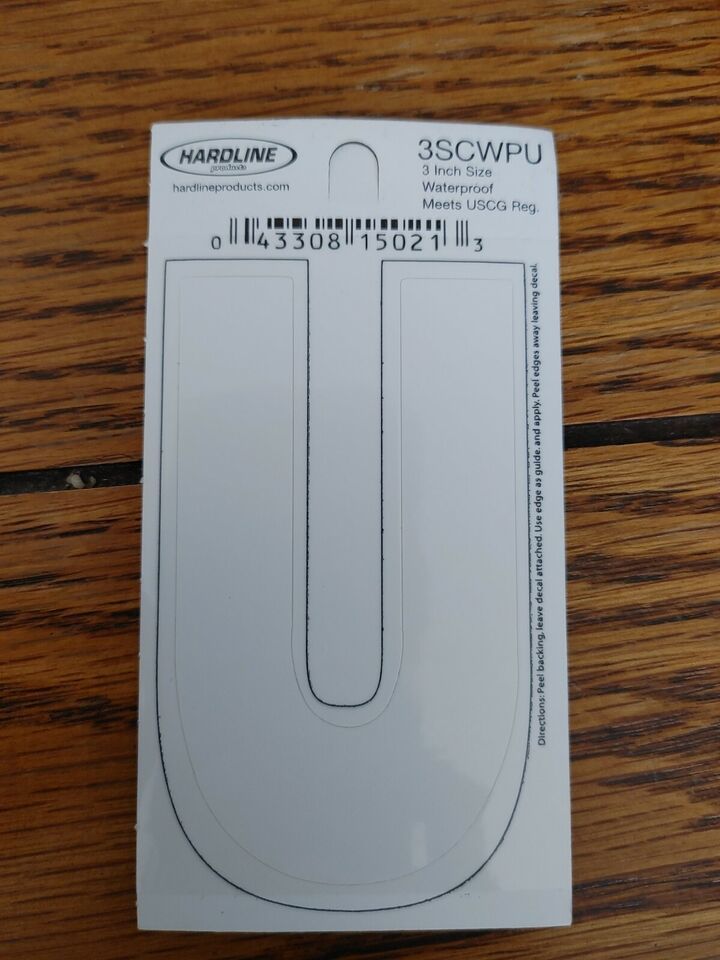 HARDLINE
products
hardlineproducts.com
3SCWPU
3 Inch Size
Waterproof
Meets USCG Reg.
0 43308 15021 3
U
Directions: Peel backing, leave decal attached. Use edge as guide and apply. Peel edges away leaving decal.